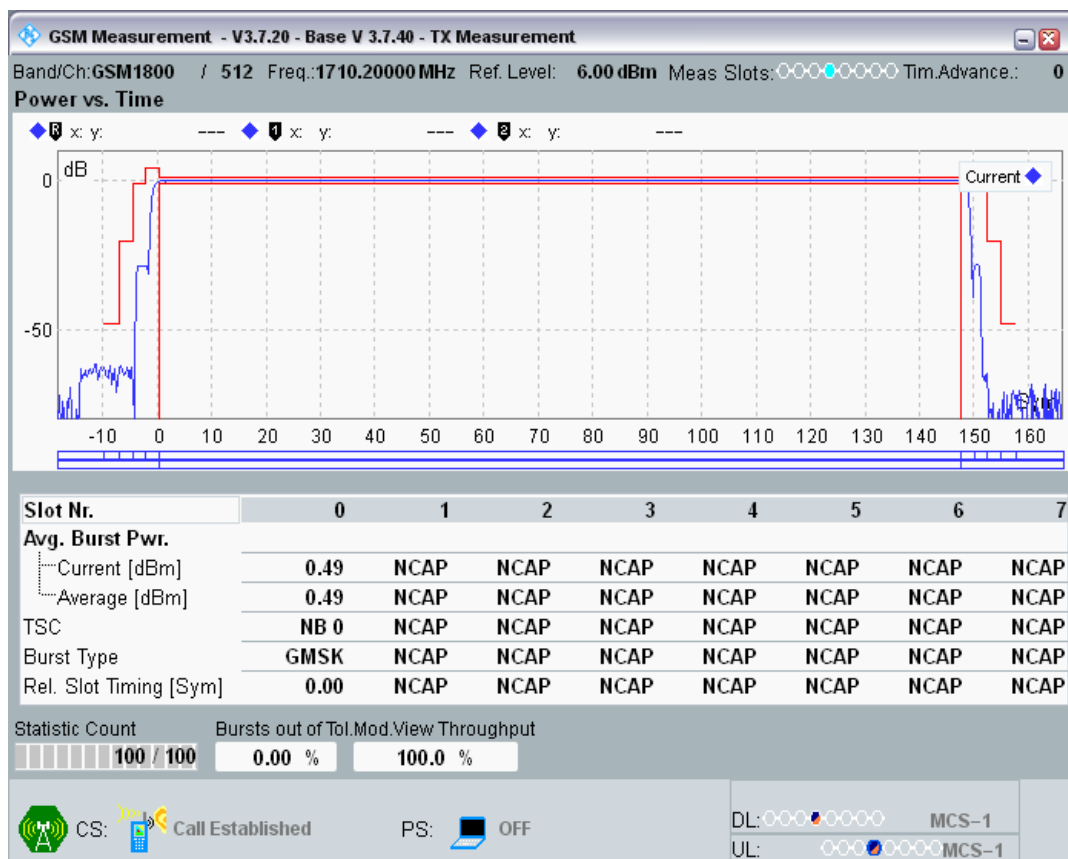 GSM Measurement - V3.7.20 - Base V 3.7.40 - TX Measurement
Band/Ch:GSM1800 / 512 Freq.:1710.20000 MHz Ref. Level: 6.00 dBm Meas Slots: Tim.Advance.: 0
Power vs. Time
R x: y: --- 1 x: y: --- 2 x: y: ---
dB
Current
0
-50
-10 0 10 20 30 40 50 60 70 80 90 100 110 120 130 140 150 160
Slot Nr. 0 1 2 3 4 5 6 7
Avg. Burst Pwr.
Current [dBm] 0.49 NCAP NCAP NCAP NCAP NCAP NCAP NCAP
Average [dBm] 0.49 NCAP NCAP NCAP NCAP NCAP NCAP NCAP
TSC NB 0 NCAP NCAP NCAP NCAP NCAP NCAP NCAP
Burst Type GMSK NCAP NCAP NCAP NCAP NCAP NCAP NCAP
Rel. Slot Timing [Sym] 0.00 NCAP NCAP NCAP NCAP NCAP NCAP NCAP
Statistic Count Bursts out of Tol. Mod.View Throughput
100 / 100 0.00 % 100.0 %
CS: Call Established PS: OFF DL: MCS-1
UL: MCS-1